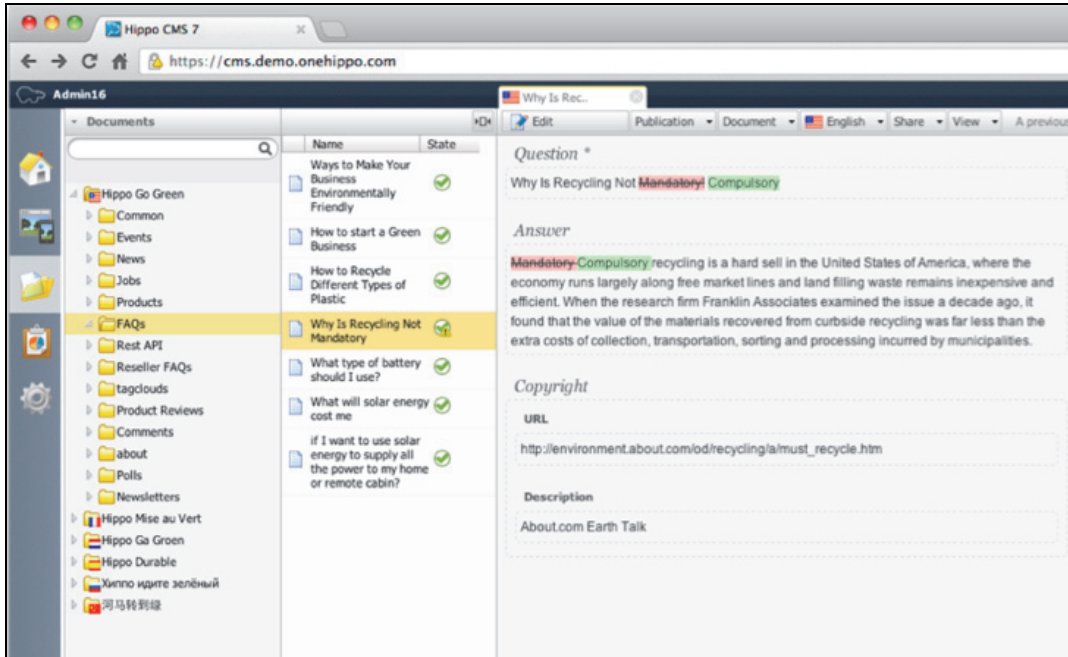 Hippo CMS 7
https://cms.demo.onehippo.com
Admin16
Documents
Hippo Go Green
Common
Events
News
Jobs
Products
FAQs
Rest API
Reseller FAQs
tagclouds
Product Reviews
Comments
about
Polls
Newsletters
Hippo Mise au Vert
Hippo Ga Groen
Hippo Durable
Хиппо идите зелёный
河马转到绿
Name State
Ways to Make Your
Business
Environmentally
Friendly
How to start a Green
Business
How to Recycle
Different Types of
Plastic
Why Is Recycling Not
Mandatory
What type of battery
should I use?
What will solar energy
cost me
if I want to use solar
energy to supply all
the power to my home
or remote cabin?
Why Is Rec..
Edit Publication Document English Share View A previous
Question *
Why Is Recycling Not Mandatory! Compulsory
Answer
Mandatory Compulsory recycling is a hard sell in the United States of America, where the
economy runs largely along free market lines and land filling waste remains inexpensive and
efficient. When the research firm Franklin Associates examined the issue a decade ago, it
found that the value of the materials recovered from curbside recycling was far less than the
extra costs of collection, transportation, sorting and processing incurred by municipalities.
Copyright
URL
http://environment.about.com/od/recycling/a/must_recycle.htm
Description
About.com Earth Talk